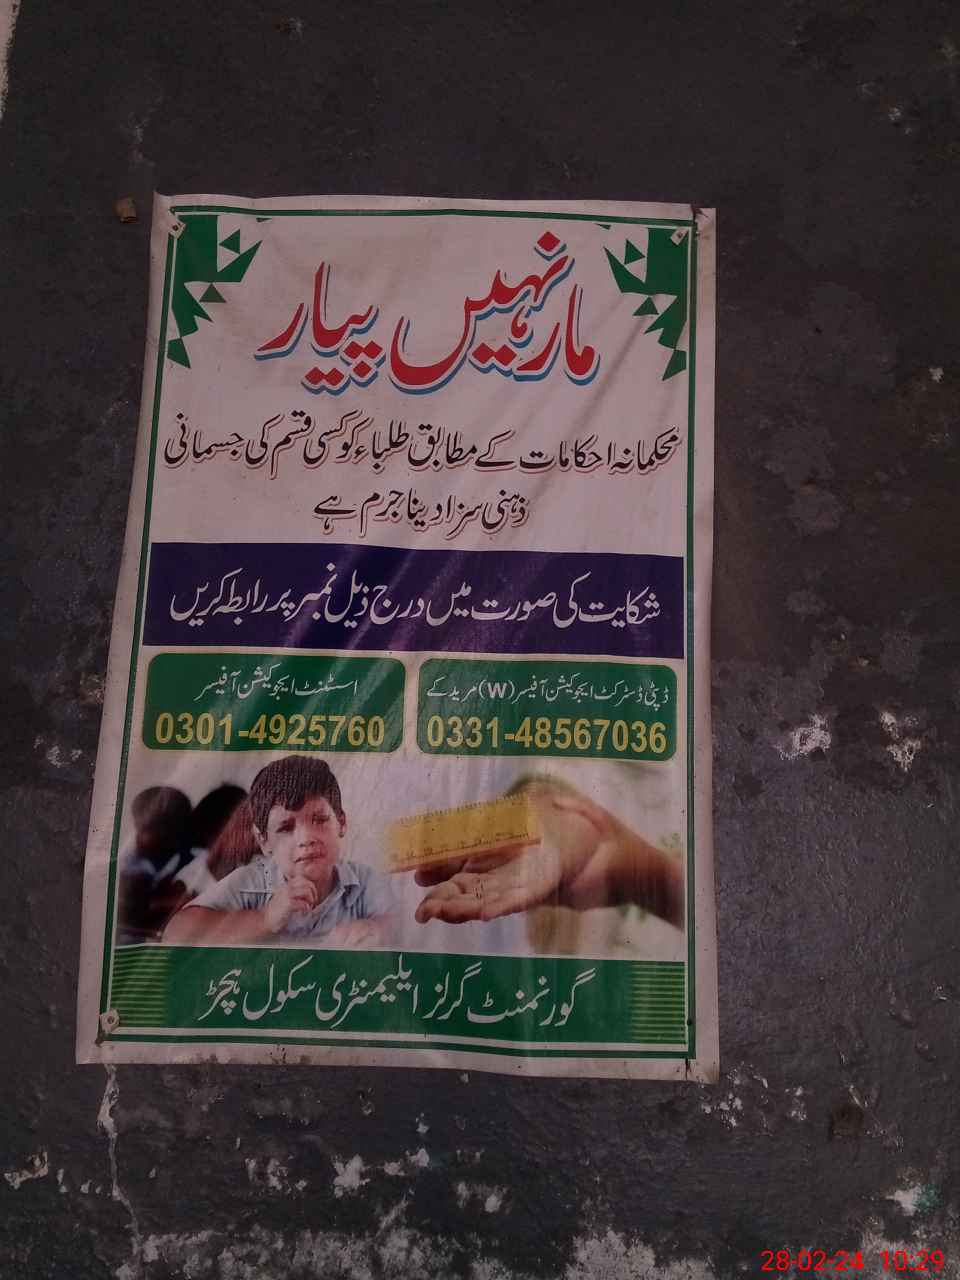 مار نہیں پیار
محکمانہ احکامات کے مطابق طلباء کو کسی قسم کی جسمانی
ذہنی سزا دینا جرم ہے
شکایت کی صورت میں درج ذیل نمبر پر رابطہ کریں
ڈپٹی ڈسٹرکٹ ایجوکیشن آفیسر (W) مریدکے
0331-48567036
اسسٹنٹ ایجوکیشن آفیسر
0301-4925760
گورنمنٹ گرلز ایلیمنٹری سکول ہچڑ
28-02-24 10:29